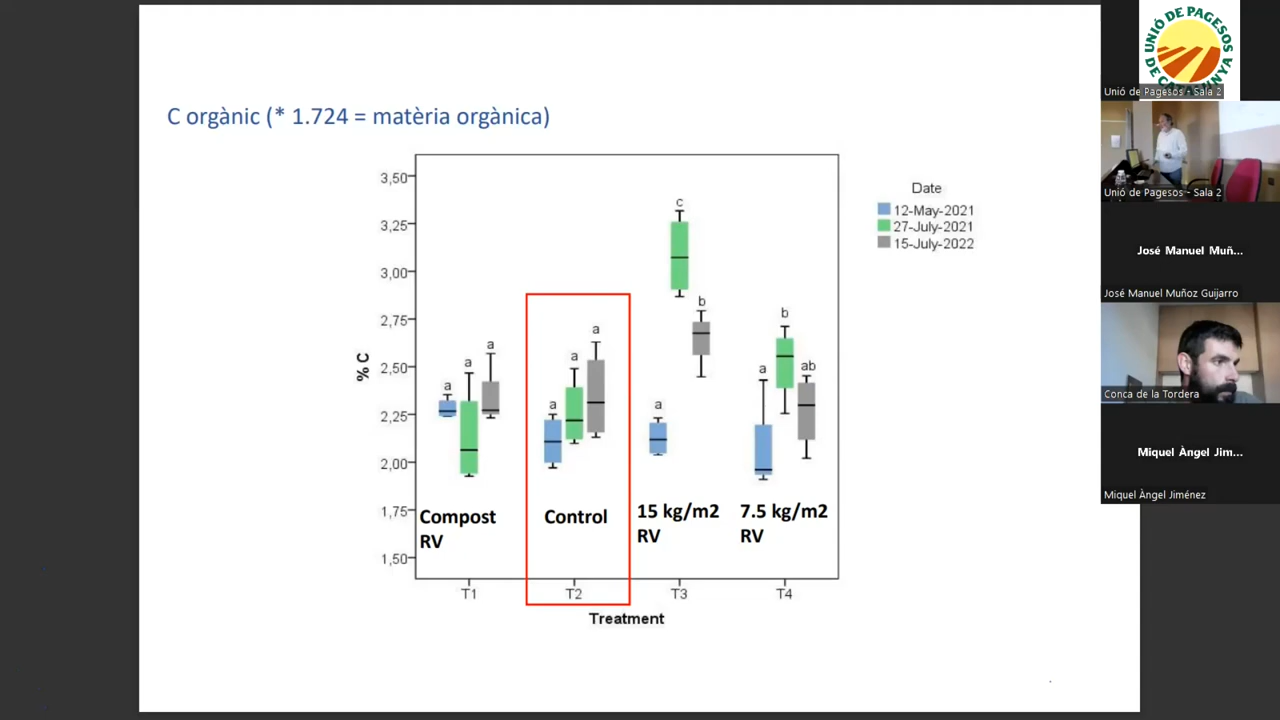 C orgànic (* 1.724 = matèria orgànica)
3,50
3,25
3,00
2,75
2,50
2,25
2,00
1,75
1,50
% C
a
a
a
a
a
a
a
c
b
a
b
ab
Compost
RV
Control
15 kg/m2
RV
7.5 kg/m2
RV
T1
T2
T3
T4
Treatment
Date
12-May-2021
27-July-2021
15-July-2022
UNIÓ DE PAGESOS
DE CATALUNYA
Unió de Pagesos - Sala 2
Unió de Pagesos - Sala 2
José Manuel Muñ...
José Manuel Muñoz Guijarro
Conca de la Tordera
Miquel Àngel Jim...
Miquel Àngel Jiménez